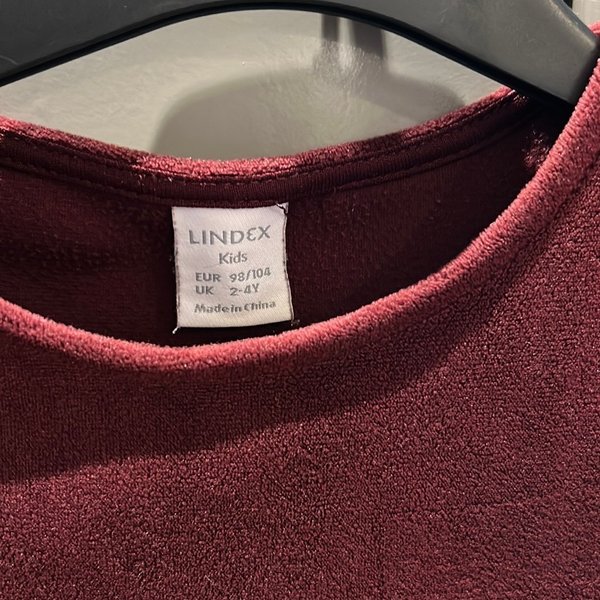 LINDEX
Kids
EUR 98/104
UK 2-4Y
Made in China